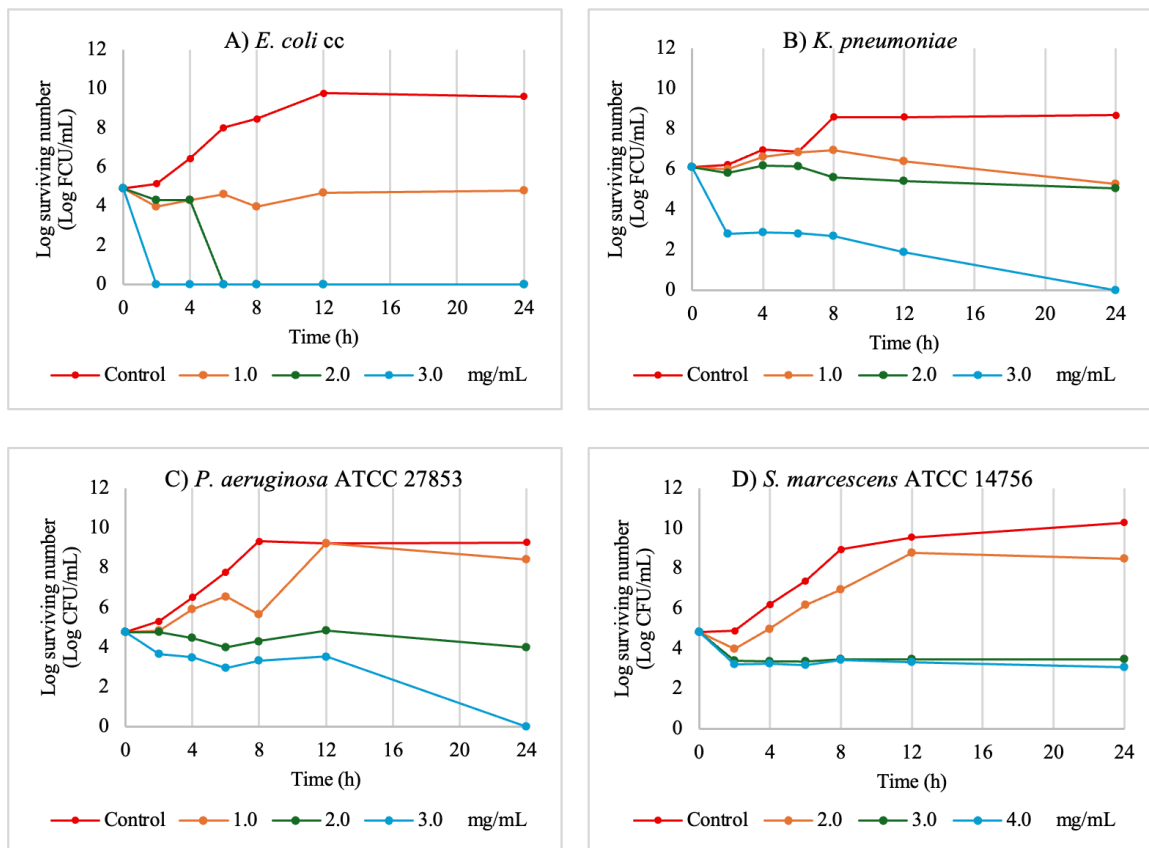 A) E. coli cc
Log surviving number
(Log FCU/mL)
12
10
8
6
4
2
0
0 4 8 12 16 20 24
Time (h)
Control 1.0 2.0 3.0 mg/mL
B) K. pneumoniae
Log surviving number
(Log FCU/mL)
12
10
8
6
4
2
0
0 4 8 12 16 20 24
Time (h)
Control 1.0 2.0 3.0 mg/mL
C) P. aeruginosa ATCC 27853
Log surviving number
(Log CFU/mL)
12
10
8
6
4
2
0
0 4 8 12 16 20 24
Time (h)
Control 1.0 2.0 3.0 mg/mL
D) S. marcescens ATCC 14756
Log surviving number
(Log CFU/mL)
12
10
8
6
4
2
0
0 4 8 12 16 20 24
Time (h)
Control 2.0 3.0 4.0 mg/mL